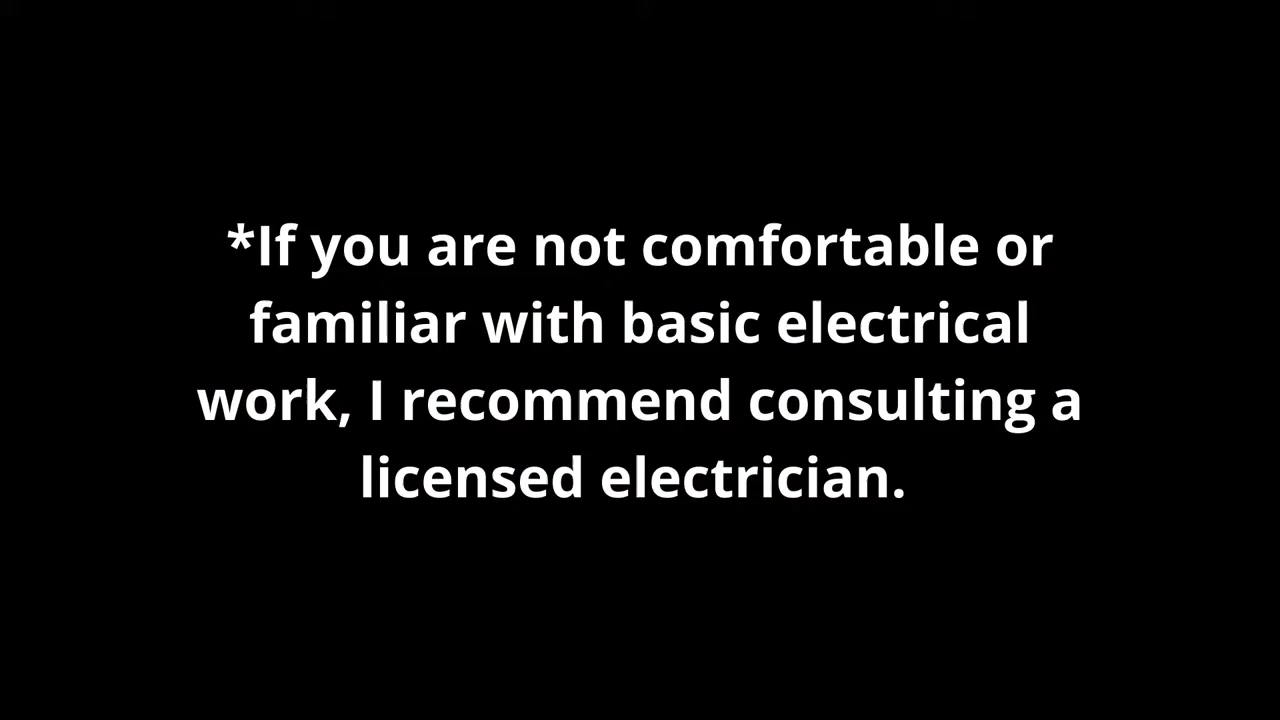 *If you are not comfortable or
familiar with basic electrical
work, I recommend consulting a
licensed electrician.